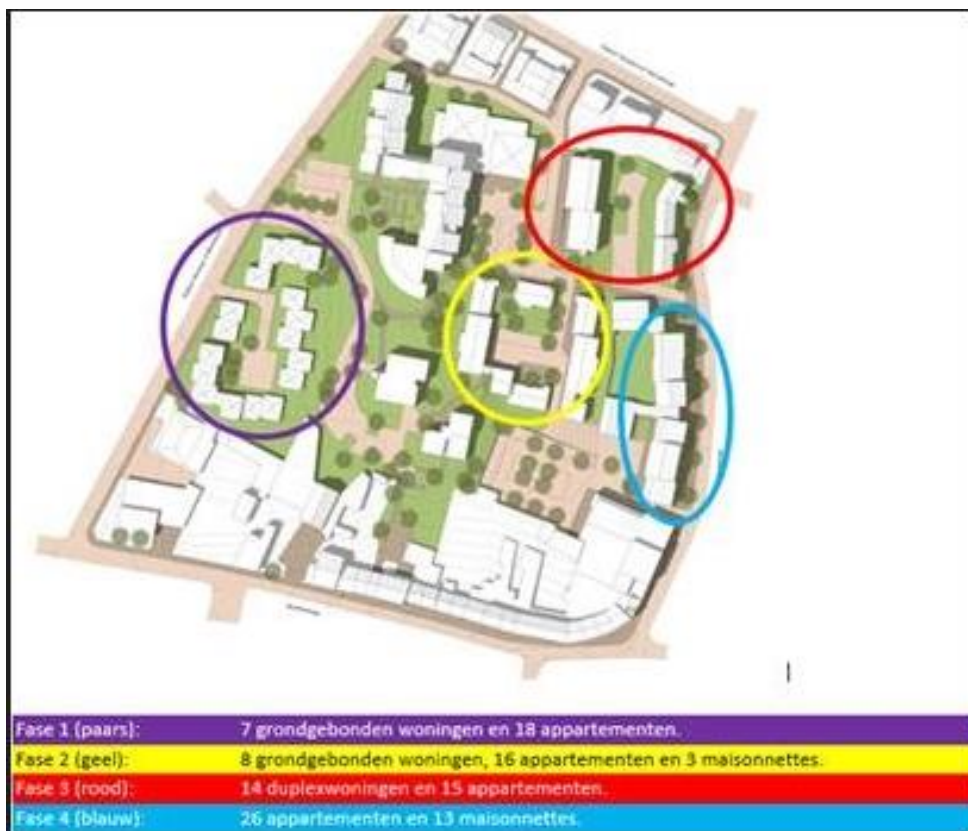 Fase 1 (paars): 7 grondgebonden woningen en 18 appartementen.
Fase 2 (geel): 8 grondgebonden woningen, 16 appartementen en 3 maisonnettes.
Fase 3 (rood): 14 duplexwoningen en 15 appartementen.
Fase 4 (blauw): 26 appartementen en 13 maisonnettes.